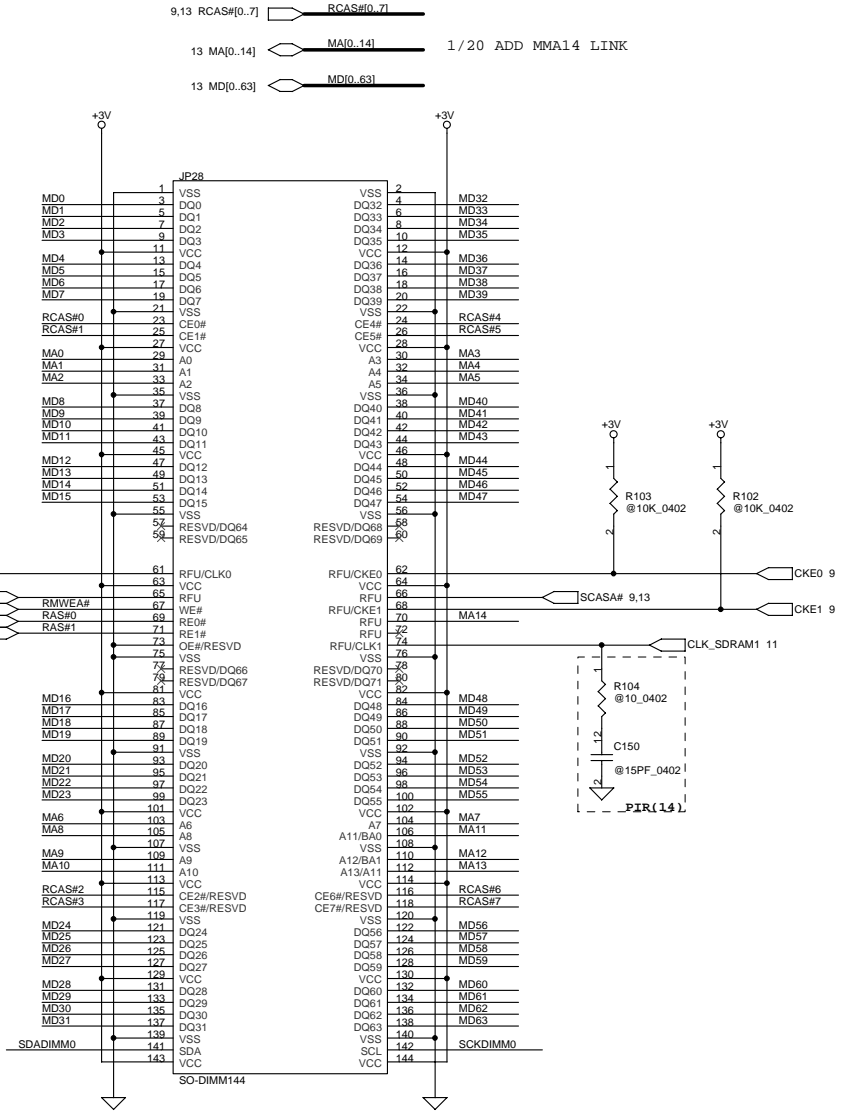 9,13 RCAS#[0..7] RCAS#[0..7]
13 MA[0..14] MA[0..14] 1/20 ADD MMA14 LINK
13 MD[0..63] MD[0..63]
+3V +3V
JP28
1 VSS VSS 2
MD0 3 DQ0 DQ32 4 MD32
MD1 5 DQ1 DQ33 6 MD33
MD2 7 DQ2 DQ34 8 MD34
MD3 9 DQ3 DQ35 10 MD35
11 VCC VCC 12
MD4 13 DQ4 DQ36 14 MD36
MD5 15 DQ5 DQ37 16 MD37
MD6 17 DQ6 DQ38 18 MD38
MD7 19 DQ7 DQ39 20 MD39
21 VSS VSS 22
RCAS#0 23 CE0# CE4# 24 RCAS#4
RCAS#1 25 CE1# CE5# 26 RCAS#5
27 VCC VCC 28
MA0 29 A0 A3 30 MA3
MA1 31 A1 A4 32 MA4
MA2 33 A2 A5 34 MA5
35 VSS VSS 36
MD8 37 DQ8 DQ40 38 MD40
MD9 39 DQ9 DQ41 40 MD41
MD10 41 DQ10 DQ42 42 MD42
MD11 43 DQ11 DQ43 44 MD43
45 VCC VCC 46
MD12 47 DQ12 DQ44 48 MD44
MD13 49 DQ13 DQ45 50 MD45
MD14 51 DQ14 DQ46 52 MD46
MD15 53 DQ15 DQ47 54 MD47
55 VSS VSS 56
57 RESVD/DQ64 RESVD/DQ68 58
59 RESVD/DQ65 RESVD/DQ69 60
+3V +3V
1 1
R103 R102
@10K_0402 @10K_0402
2 2
61 RFU/CLK0 RFU/CKE0 62 CKE0 9
63 VCC VCC 64
65 RFU RFU 66 SCASA# 9,13
RMWEA# 67 WE# RFU/CKE1 68 CKE1 9
RAS#0 69 RE0# RFU 70 MA14
RAS#1 71 RE1# RFU 72
73 OE#/RESVD RFU/CLK1 74 CLK_SDRAM1 11
75 VSS VSS 76
77 RESVD/DQ66 RESVD/DQ70 78
79 RESVD/DQ67 RESVD/DQ71 80
1
R104
@10_0402
12
C150
@15PF_0402
2
PIR(14)
81 VCC VCC 82
MD16 83 DQ16 DQ48 84 MD48
MD17 85 DQ17 DQ49 86 MD49
MD18 87 DQ18 DQ50 88 MD50
MD19 89 DQ19 DQ51 90 MD51
91 VSS VSS 92
MD20 93 DQ20 DQ52 94 MD52
MD21 95 DQ21 DQ53 96 MD53
MD22 97 DQ22 DQ54 98 MD54
MD23 99 DQ23 DQ55 100 MD55
101 VCC VCC 102
MA6 103 A6 A7 104 MA7
MA8 105 A8 A11/BA0 106 MA11
107 VSS VSS 108
MA9 109 A9 A12/BA1 110 MA12
MA10 111 A10 A13/A11 112 MA13
113 VCC VCC 114
RCAS#2 115 CE2#/RESVD CE6#/RESVD 116 RCAS#6
RCAS#3 117 CE3#/RESVD CE7#/RESVD 118 RCAS#7
119 VSS VSS 120
MD24 121 DQ24 DQ56 122 MD56
MD25 123 DQ25 DQ57 124 MD57
MD26 125 DQ26 DQ58 126 MD58
MD27 127 DQ27 DQ59 128 MD59
129 VCC VCC 130
MD28 131 DQ28 DQ60 132 MD60
MD29 133 DQ29 DQ61 134 MD61
MD30 135 DQ30 DQ62 136 MD62
MD31 137 DQ31 DQ63 138 MD63
139 VSS VSS 140
SDADIMM0 141 SDA SCL 142 SCKDIMM0
143 VCC VCC 144
SO-DIMM144